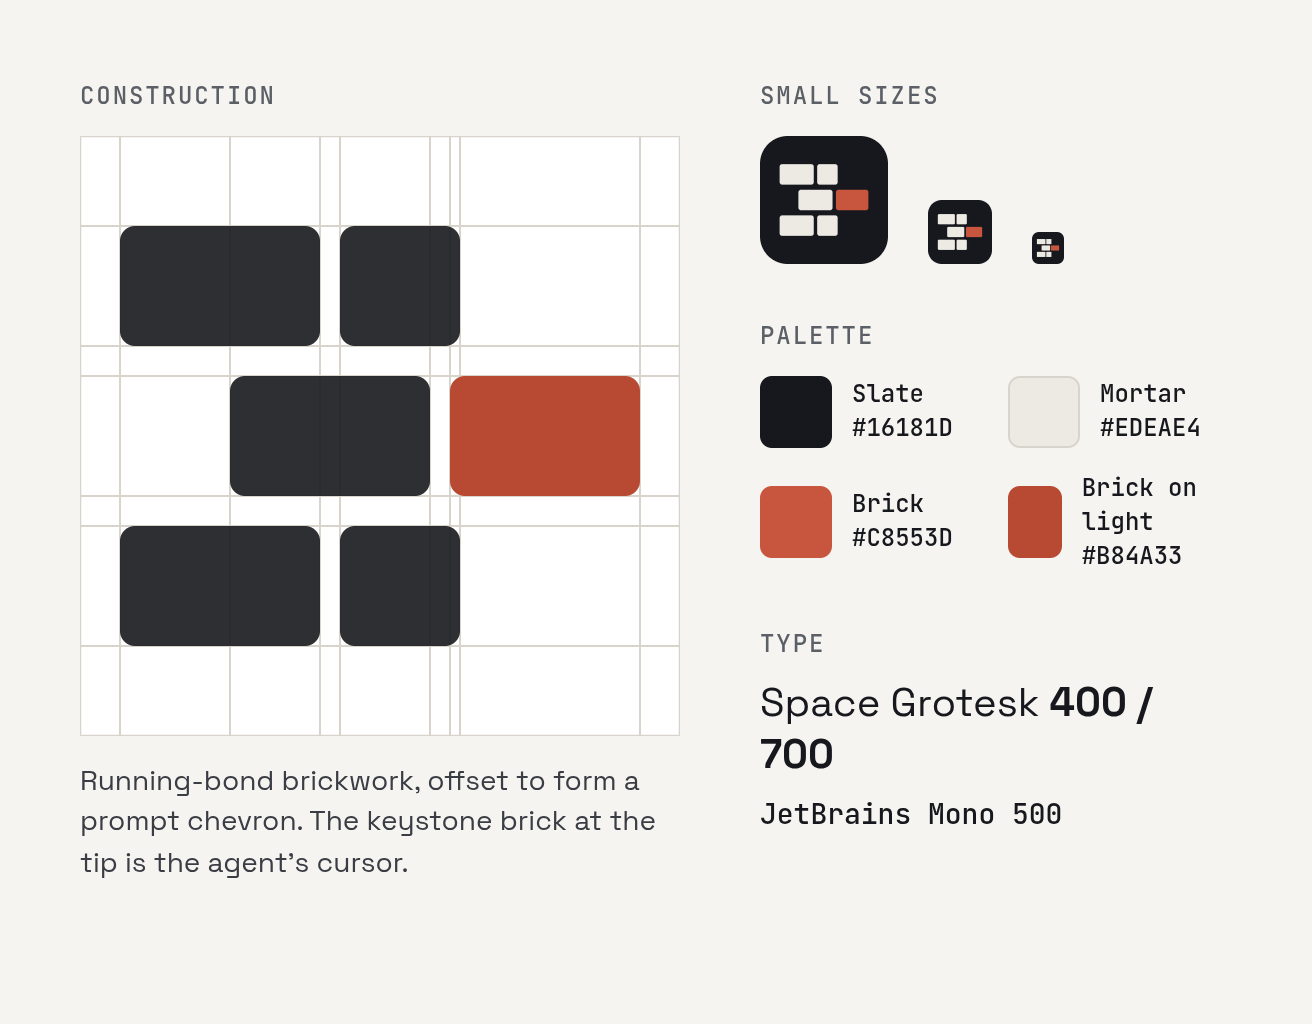 CONSTRUCTION
Running-bond brickwork, offset to form a
prompt chevron. The keystone brick at the
tip is the agent’s cursor.
SMALL SIZES
PALETTE
Slate
#16181D
Mortar
#EDEAE4
Brick
#C8553D
Brick on
light
#B84A33
TYPE
Space Grotesk 400 /
700
JetBrains Mono 500